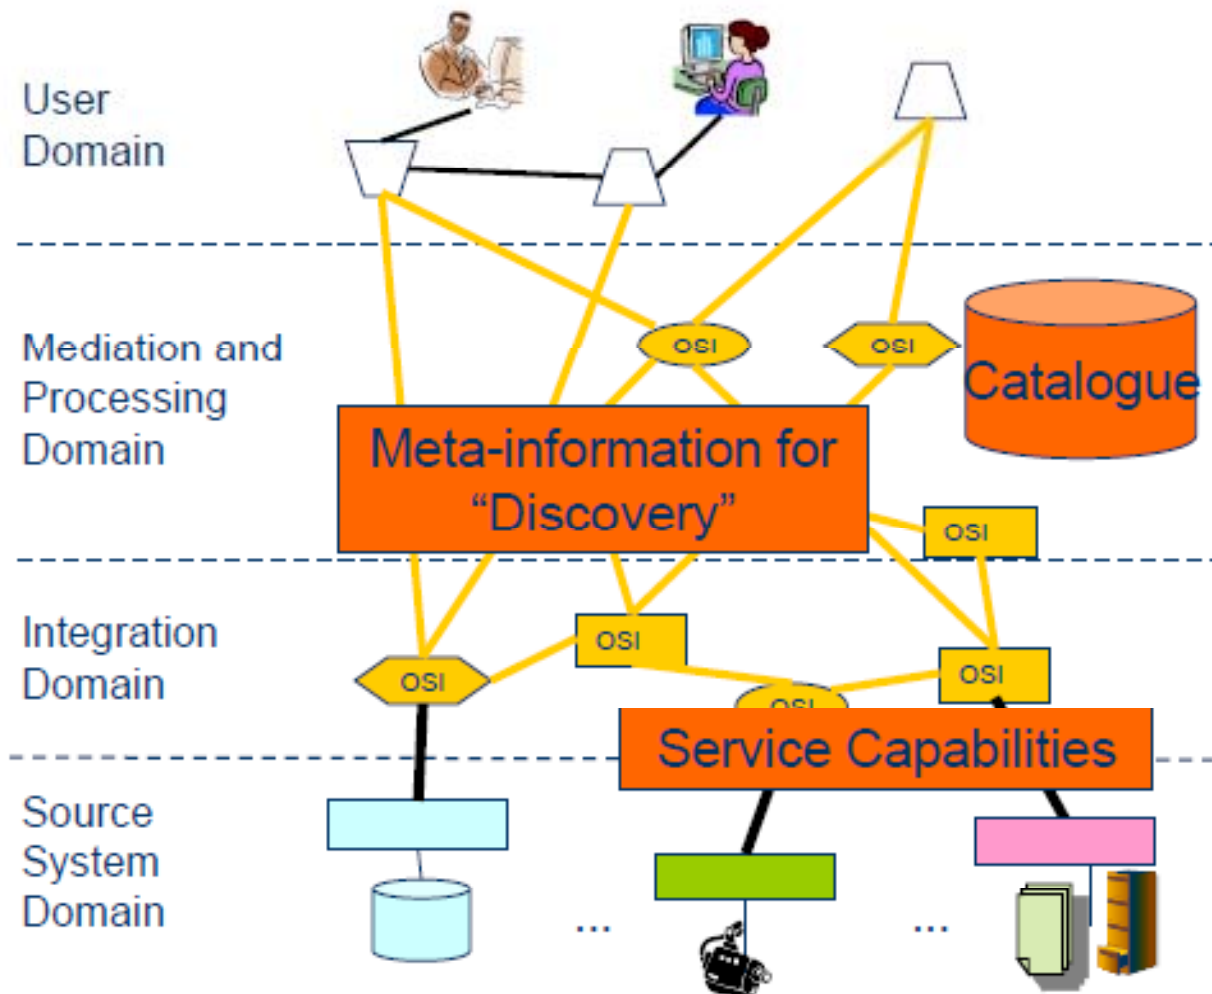 User
Domain
Mediation and
Processing
Domain
OSI
OSI
Catalogue
Meta-information for
“Discovery”
OSI
Integration
Domain
OSI
OSI
OSI
OSI
Service Capabilities
Source
System
Domain
...
...